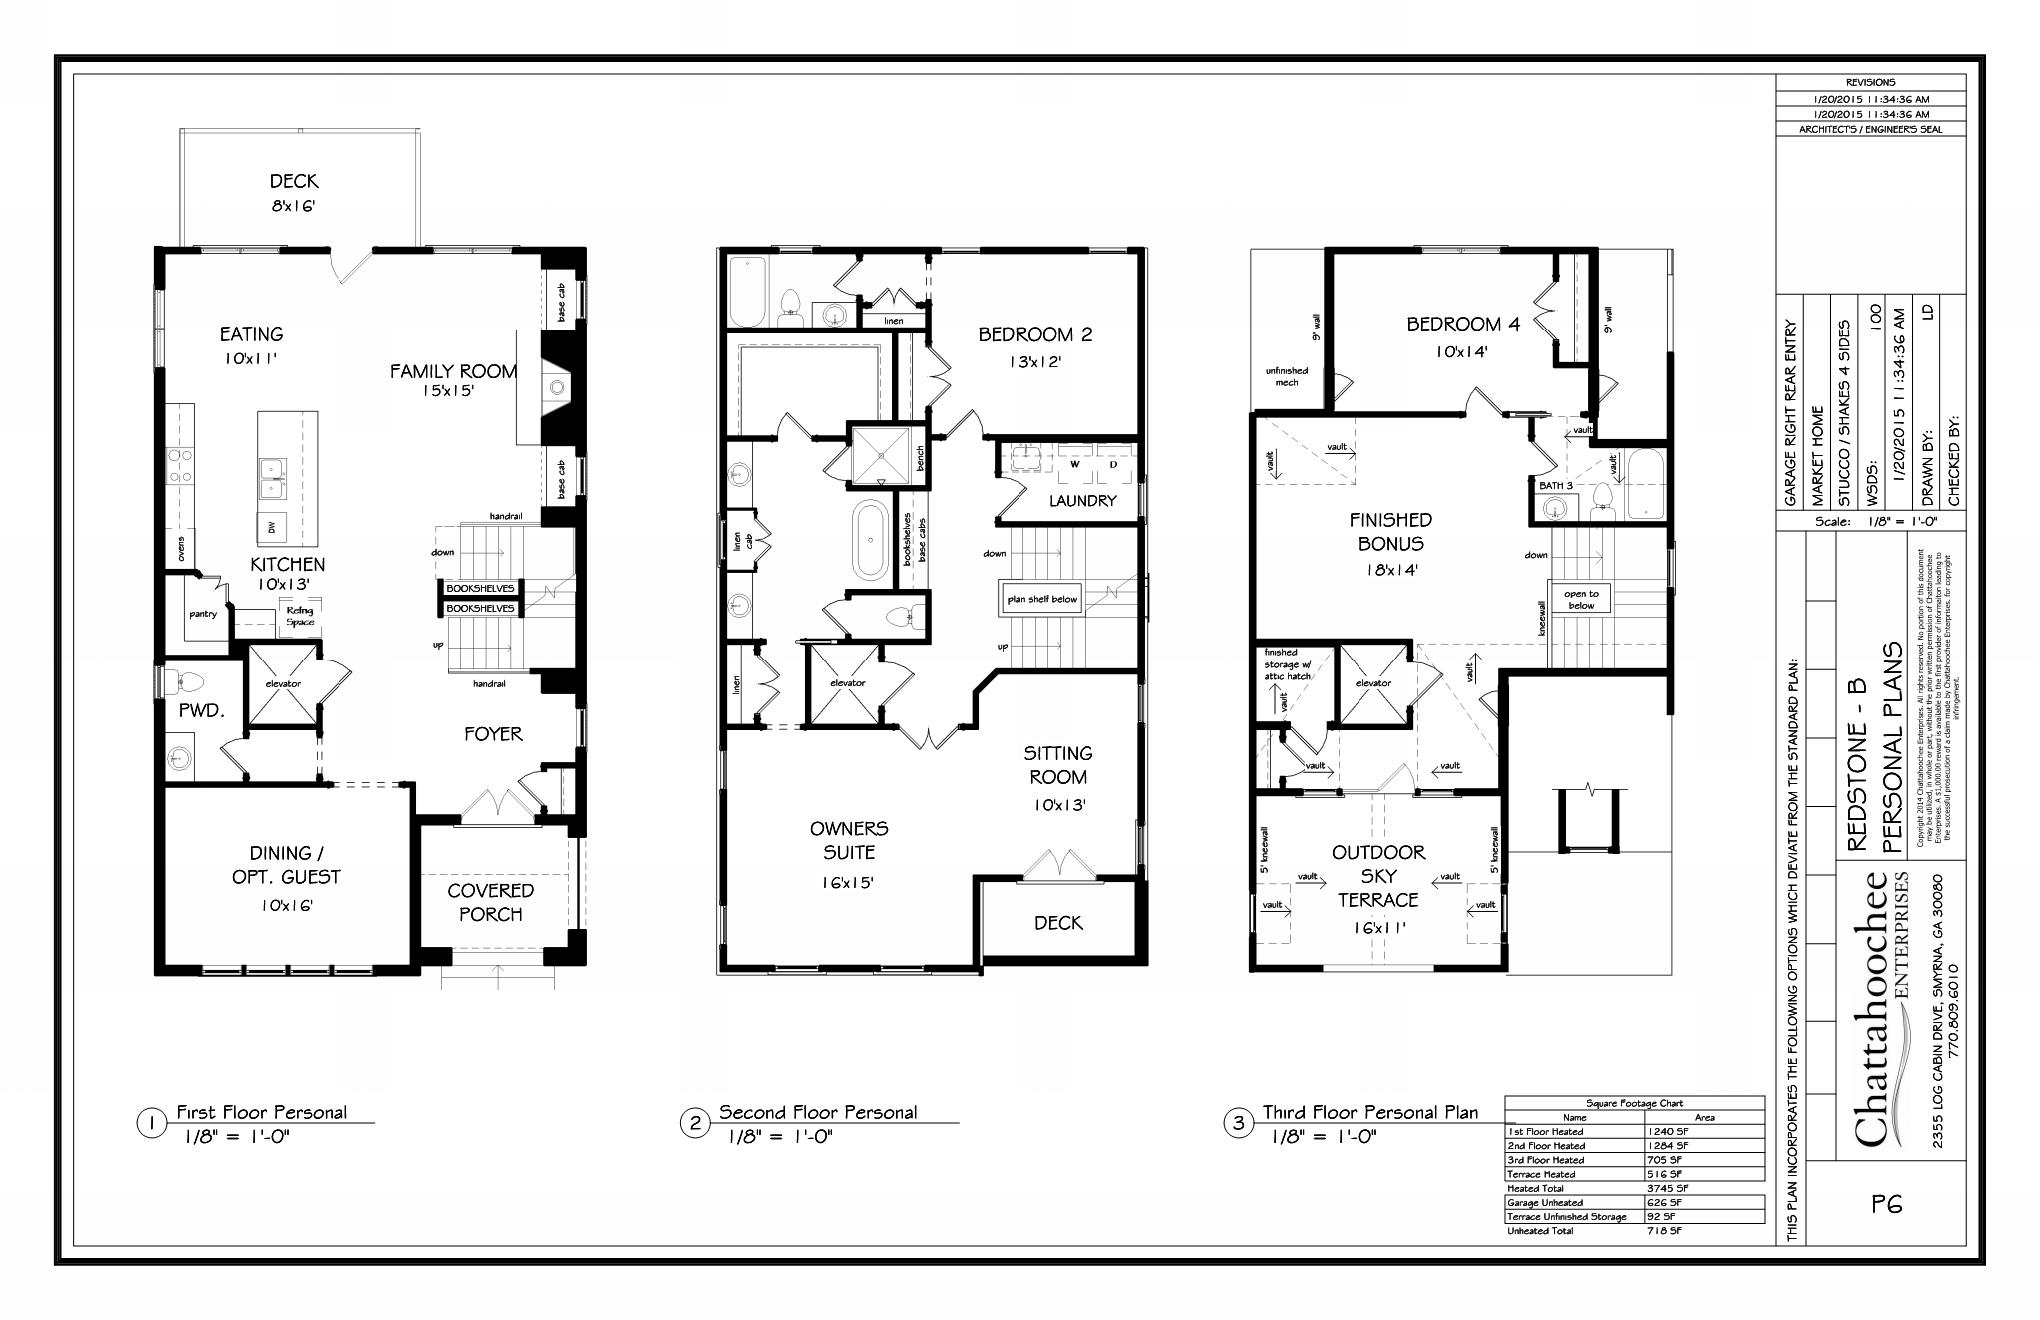 DECK
8'x16'
EATING
10'x11'
FAMILY ROOM
15'x15'
base cab
base cab
ovens
DW
KITCHEN
10'x13'
pantry
Refrig
Space
handrail
down
BOOKSHELVES
BOOKSHELVES
up
handrail
elevator
PWD.
FOYER
DINING /
OPT. GUEST
10'x16'
COVERED
PORCH
1
First Floor Personal
1/8" = 1'-0"
linen
BEDROOM 2
13'x12'
bench
W
D
LAUNDRY
linen
cab
bookshelves
base cabs
down
plan shelf below
up
linen
elevator
SITTING
ROOM
10'x13'
OWNERS
SUITE
16'x15'
DECK
2
Second Floor Personal
1/8" = 1'-0"
9' wall
9' wall
BEDROOM 4
10'x14'
unfinished
mech
vault
vault
vault
vault
BATH 3
FINISHED
BONUS
18'x14'
down
open to
below
kneewall
finished
storage w/
attic hatch
vault
elevator
vault
vault
vault
5' kneewall
5' kneewall
OUTDOOR
SKY
TERRACE
16'x11'
vault
vault
vault
vault
3
Third Floor Personal Plan
1/8" = 1'-0"
Square Footage Chart
Name Area
1st Floor Heated 1240 SF
2nd Floor Heated 1284 SF
3rd Floor Heated 705 SF
Terrace Heated 516 SF
Heated Total 3745 SF
Garage Unheated 626 SF
Terrace Unfinished Storage 92 SF
Unheated Total 718 SF
REVISIONS
1/20/2015 11:34:36 AM
1/20/2015 11:34:36 AM
ARCHITECT'S / ENGINEER'S SEAL
GARAGE RIGHT REAR ENTRY
MARKET HOME
STUCCO / SHAKES 4 SIDES
WSDS: 100
1/20/2015 11:34:36 AM
DRAWN BY: LD
CHECKED BY:
Scale: 1/8" = 1'-0"
THIS PLAN INCORPORATES THE FOLLOWING OPTIONS WHICH DEVIATE FROM THE STANDARD PLAN:
REDSTONE - B
PERSONAL PLANS
Copyright 2014 Chattahoochee Enterprises. All rights reserved. No portion of this document
may be utilized, in whole or part, without the prior written permission of Chattahoochee
Enterprises. A $1,000.00 reward is available to the first provider of informaiton leading to
the successful prosecution of a claim made by Chattahoochee Enterprises. for copyright
infringement.
Chattahoochee
ENTERPRISES
2355 LOG CABIN DRIVE, SMYRNA, GA 30080
770.809.6010
P6